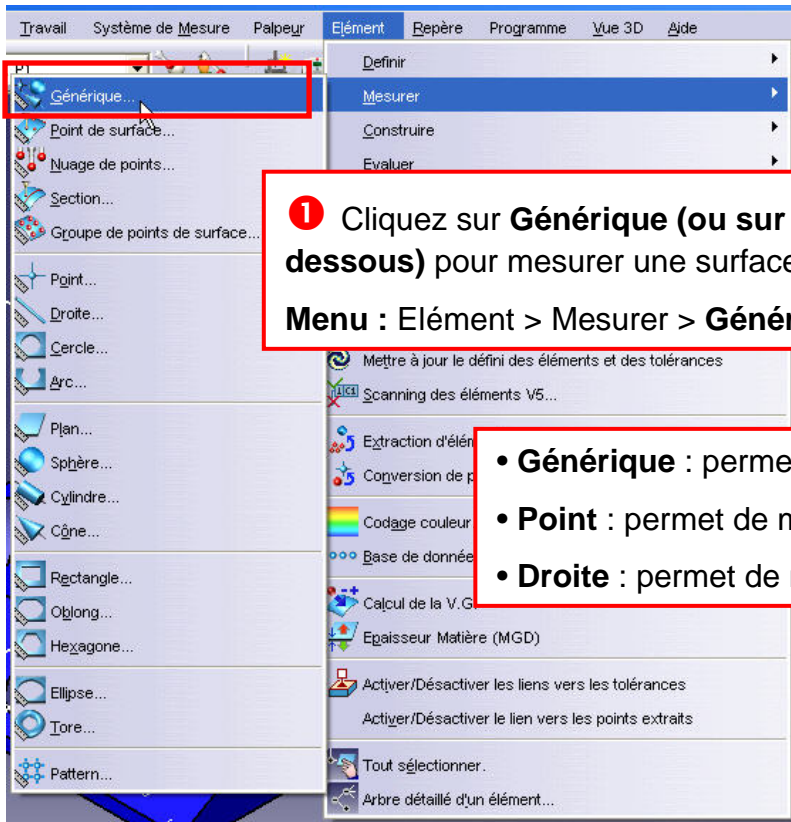 Travail Système de Mesure Palpeur Elément Repère Programme Vue 3D Aide
P1
Définir
Générique...
Mesurer
Point de surface...
Construire
Nuage de points...
Evaluer
Section...
Groupe de points de surface...
1 Cliquez sur Générique (ou sur
dessous) pour mesurer une surface
Menu : Elément > Mesurer > Génér
Point...
Droite...
Cercle...
Arc...
Plan...
Sphère...
Cylindre...
Cône...
Rectangle...
Oblong...
Hexagone...
Ellipse...
Tore...
Pattern...
Mettre à jour le défini des éléments et des tolérances
Scanning des éléments V5...
Extraction d'élém
Conversion de p
• Générique : perme
• Point : permet de m
• Droite : permet de
Codage couleur
Base de donnée
Calcul de la V.G
Epaisseur Matière (MGD)
Activer/Désactiver les liens vers les tolérances
Activer/Désactiver le lien vers les points extraits
Tout sélectionner.
Arbre détaillé d'un élément...